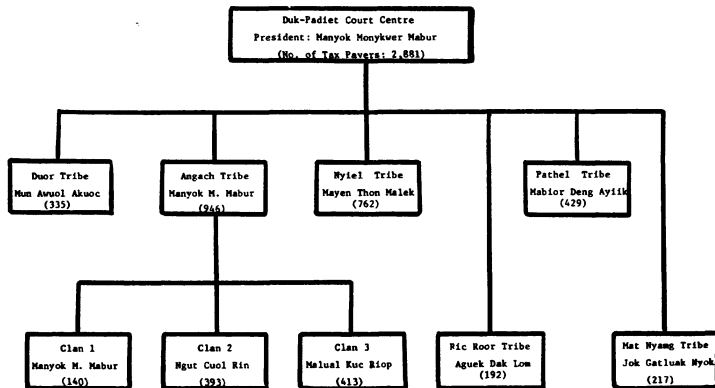 Duk-Padiet Court Centre
President: Manyok Monykwer Mabur
(No. of Tax Payers: 2,881)
Duor Tribe
Mun Awuol Akuoc
(335)
Angach Tribe
Manyok M. Mabur
(946)
Nyiel Tribe
Mayen Thon Malek
(762)
Pathel Tribe
Mabior Deng Ayiik
(429)
Clan 1
Manyok M. Mabur
(140)
Clan 2
Ngut Cuol Rin
(393)
Clan 3
Malual Kuc Riop
(413)
Ric Roor Tribe
Aguek Dak Lom
(192)
Mat Nyamg Tribe
Jok Gatluak Nyok
(217)